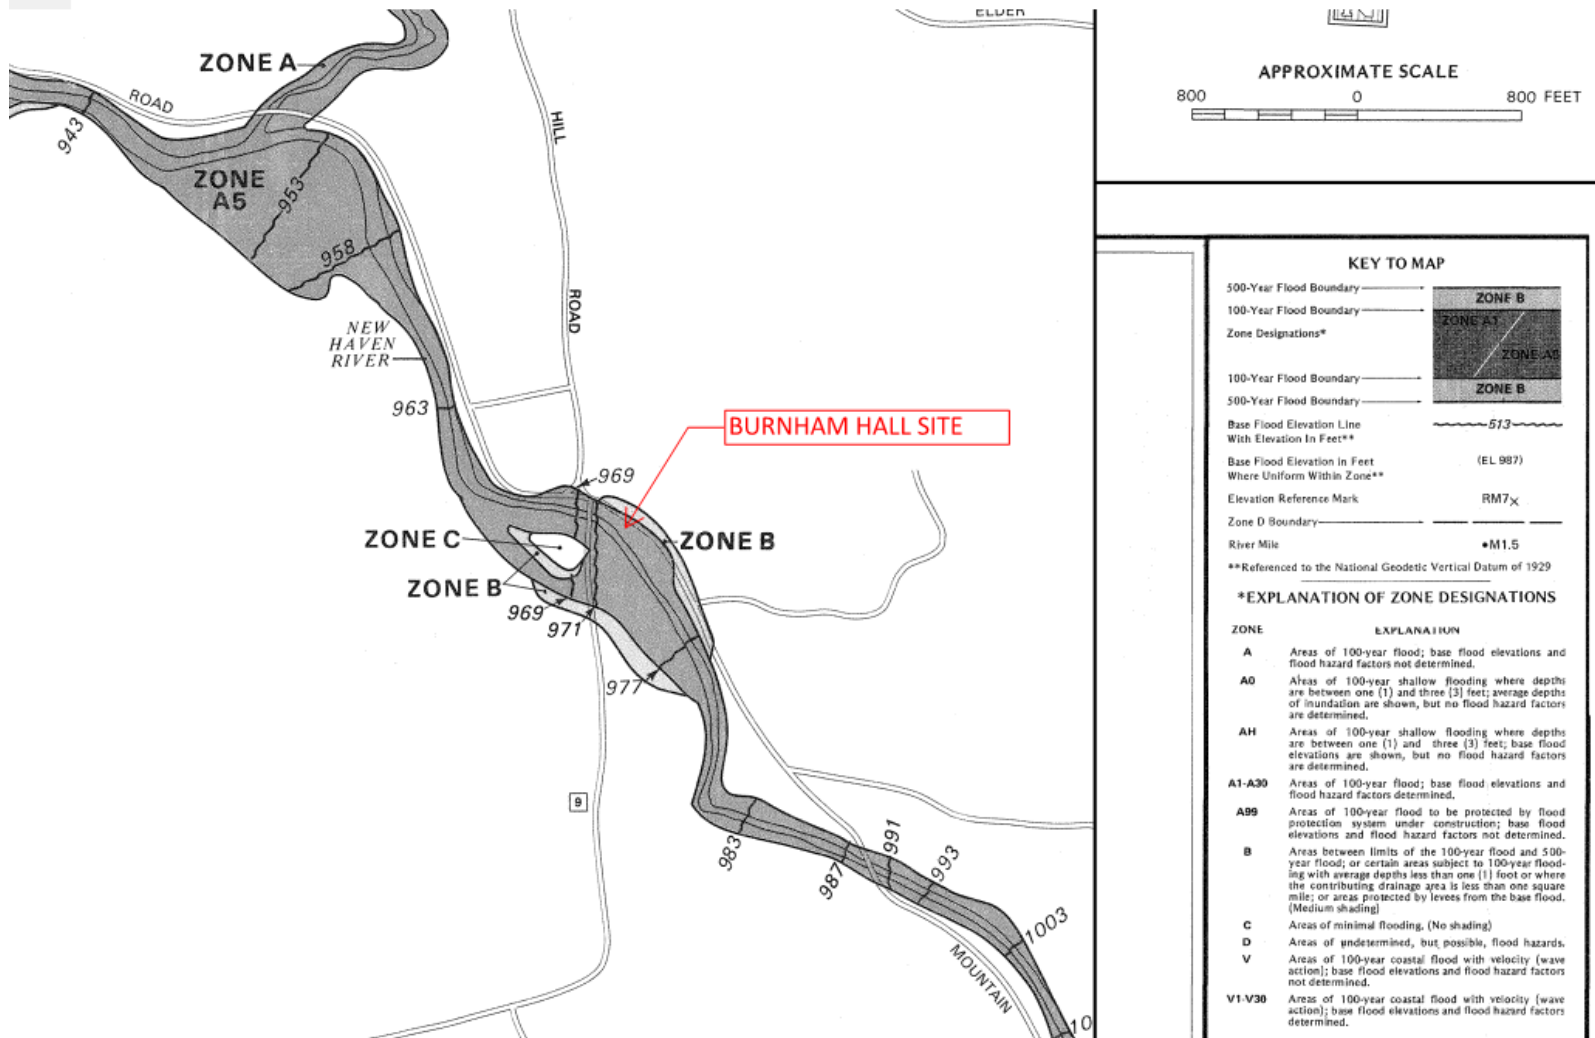 ELDER
ZONE A
ROAD
943
HILL
ZONE
A5
953
958
ROAD
NEW
HAVEN
RIVER
963
BURNHAM HALL SITE
969
ZONE C
ZONE B
ZONE B
969
971
977
9
983
987
991
993
1003
MOUNTAIN
10
APPROXIMATE SCALE
800 0 800 FEET
KEY TO MAP
500-Year Flood Boundary
ZONE B
100-Year Flood Boundary
ZONE A1
Zone Designations*
ZONE A5
100-Year Flood Boundary
ZONE B
500-Year Flood Boundary
Base Flood Elevation Line
With Elevation In Feet**
513
Base Flood Elevation in Feet
Where Uniform Within Zone**
(EL 987)
Elevation Reference Mark
RM7×
Zone D Boundary
River Mile
•M1.5
**Referenced to the National Geodetic Vertical Datum of 1929
*EXPLANATION OF ZONE DESIGNATIONS
ZONE EXPLANATION
A Areas of 100-year flood; base flood elevations and
flood hazard factors not determined.
A0 Areas of 100-year shallow flooding where depths
are between one (1) and three (3) feet; average depths
of inundation are shown, but no flood hazard factors
are determined.
AH Areas of 100-year shallow flooding where depths
are between one (1) and three (3) feet; base flood
elevations are shown, but no flood hazard factors
are determined.
A1-A30 Areas of 100-year flood; base flood elevations and
flood hazard factors determined.
A99 Areas of 100-year flood to be protected by flood
protection system under construction; base flood
elevations and flood hazard factors not determined.
B Areas between limits of the 100-year flood and 500-
year flood; or certain areas subject to 100-year flood-
ing with average depths less than one (1) foot or where
the contributing drainage area is less than one square
mile; or areas protected by levees from the base flood.
(Medium shading)
C Areas of minimal flooding. (No shading)
D Areas of undetermined, but possible, flood hazards.
V Areas of 100-year coastal flood with velocity (wave
action); base flood elevations and flood hazard factors
not determined.
V1-V30 Areas of 100-year coastal flood with velocity (wave
action); base flood elevations and flood hazard factors
determined.